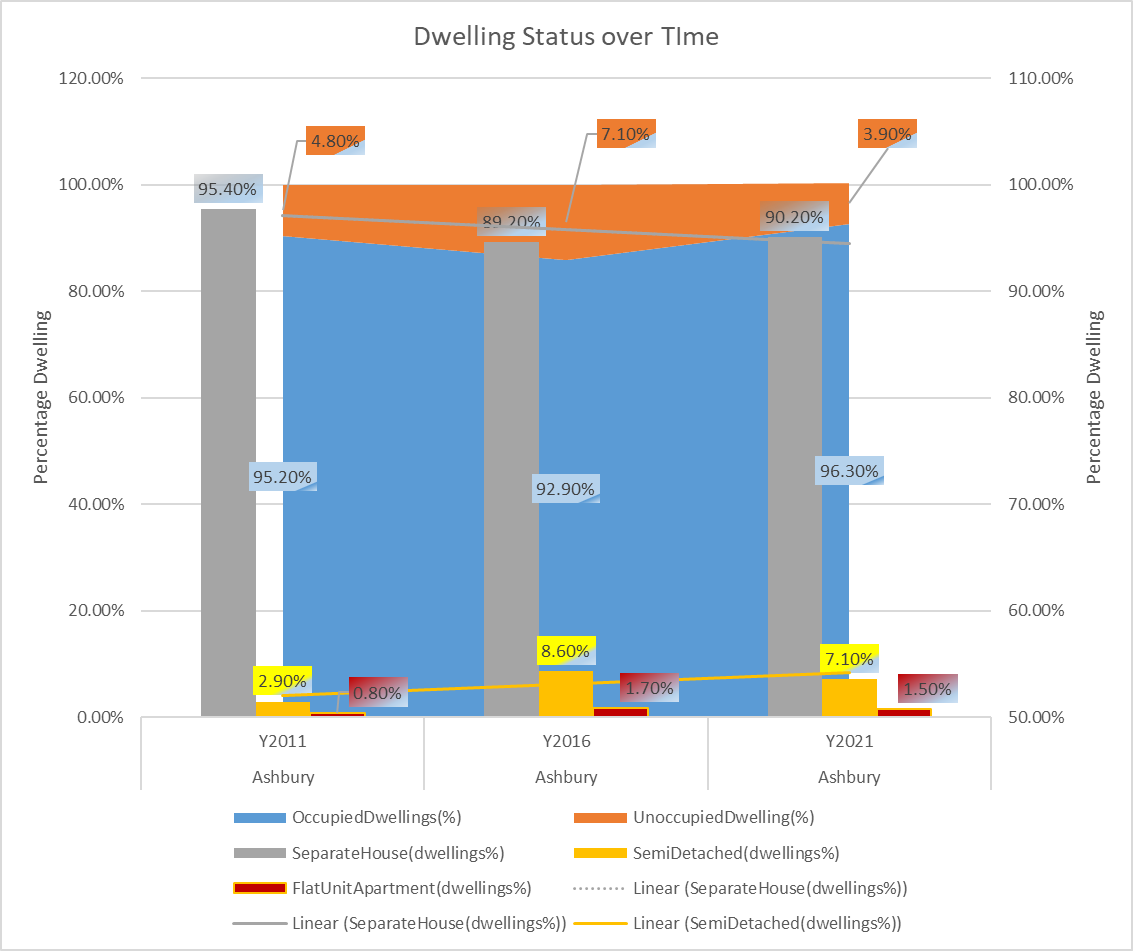 Dwelling Status over TIme
120.00%
100.00%
80.00%
60.00%
40.00%
20.00%
0.00%
Percentage Dwelling
110.00%
100.00%
90.00%
80.00%
70.00%
60.00%
50.00%
Percentage Dwelling
4.80%
7.10%
3.90%
95.40%
89.20%
90.20%
95.20%
92.90%
96.30%
2.90%
0.80%
8.60%
1.70%
7.10%
1.50%
Y2011
Y2016
Y2021
Ashbury
Ashbury
Ashbury
OccupiedDwellings(%)
UnoccupiedDwelling(%)
SeparateHouse(dwellings%)
SemiDetached(dwellings%)
FlatUnitApartment(dwellings%)
Linear (SeparateHouse(dwellings%))
Linear (SeparateHouse(dwellings%))
Linear (SemiDetached(dwellings%))